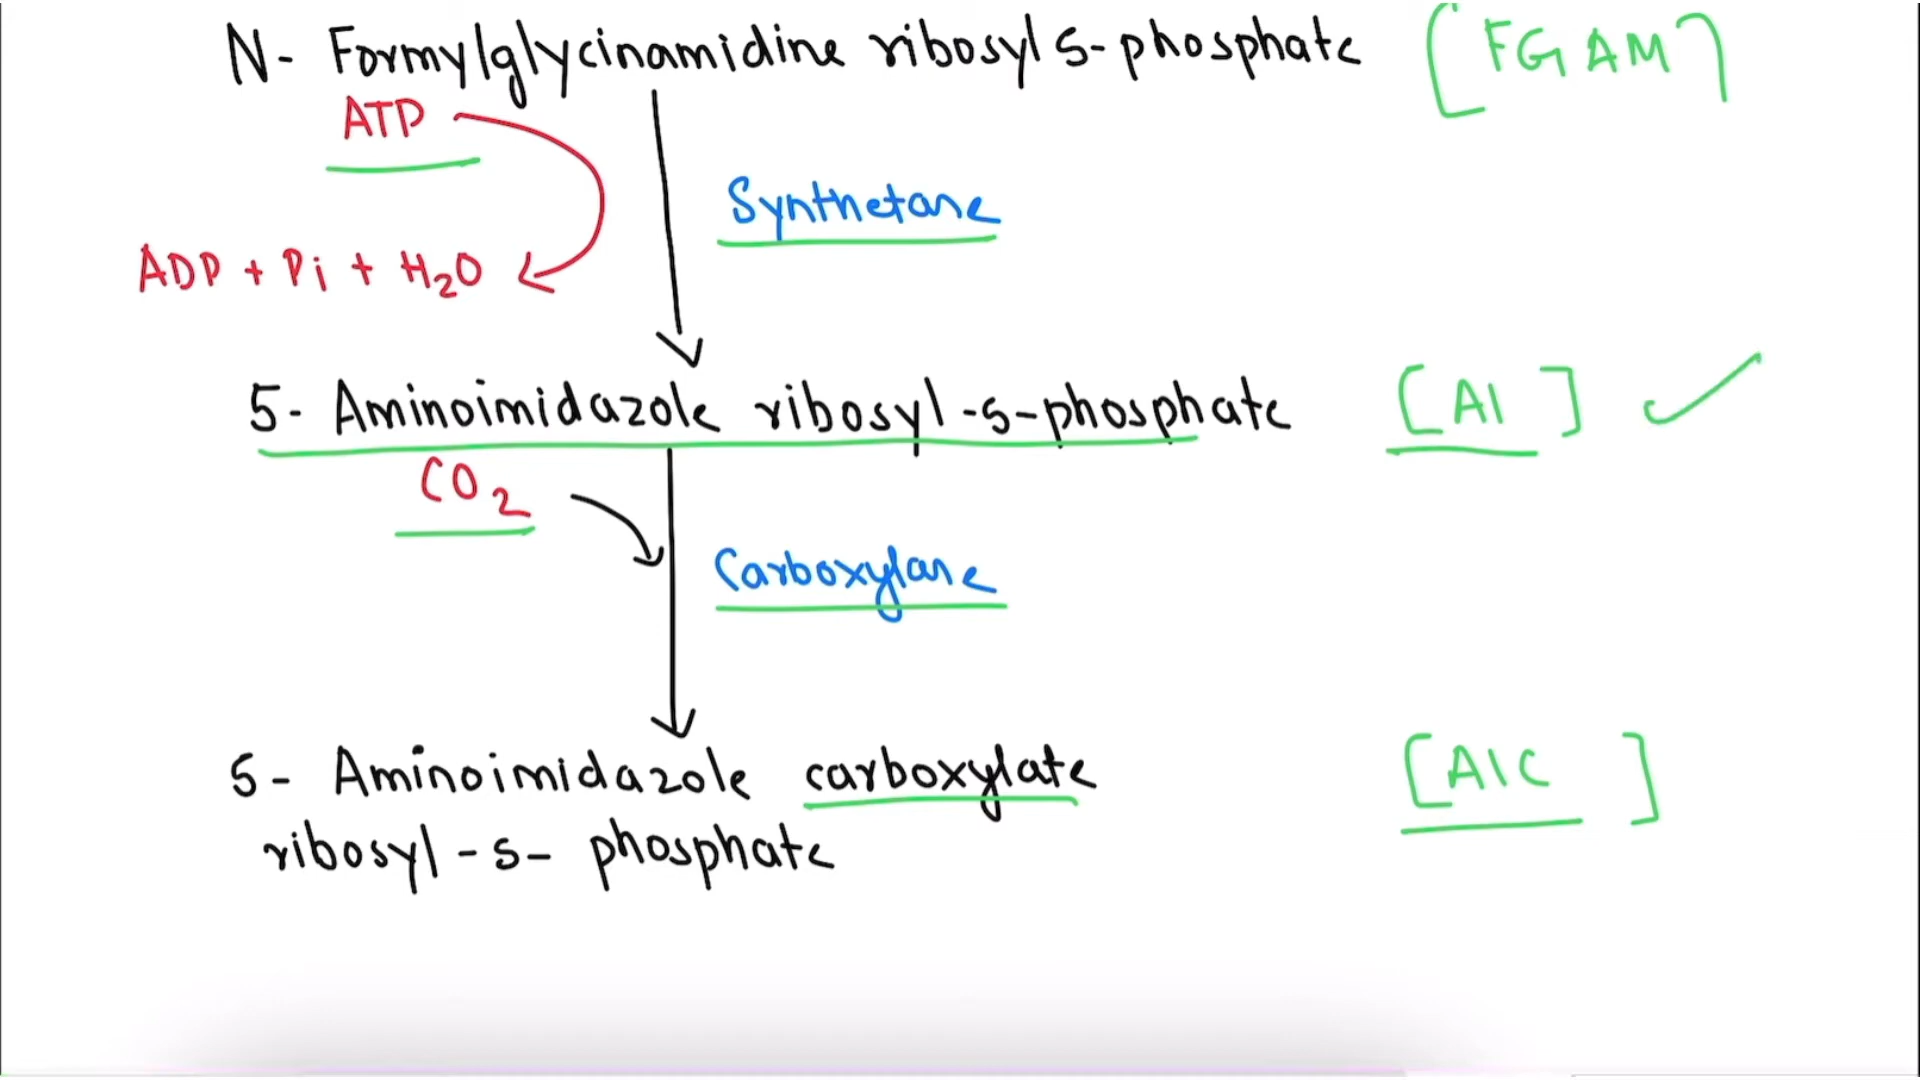 N- Formylglycinamidine ribosyl 5-phosphate [FGAM]
ATP
Synthetase
ADP + Pi + H2O
5- Aminoimidazole ribosyl-5-phosphate [AI]
CO2
Carboxylase
5- Aminoimidazole carboxylate [AIC]
ribosyl-5- phosphate